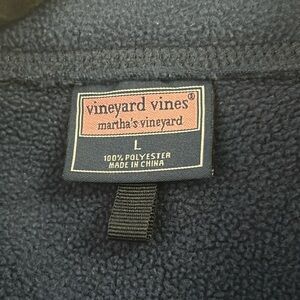 vineyard vines®
martha's vineyard
L
100% POLYESTER
MADE IN CHINA